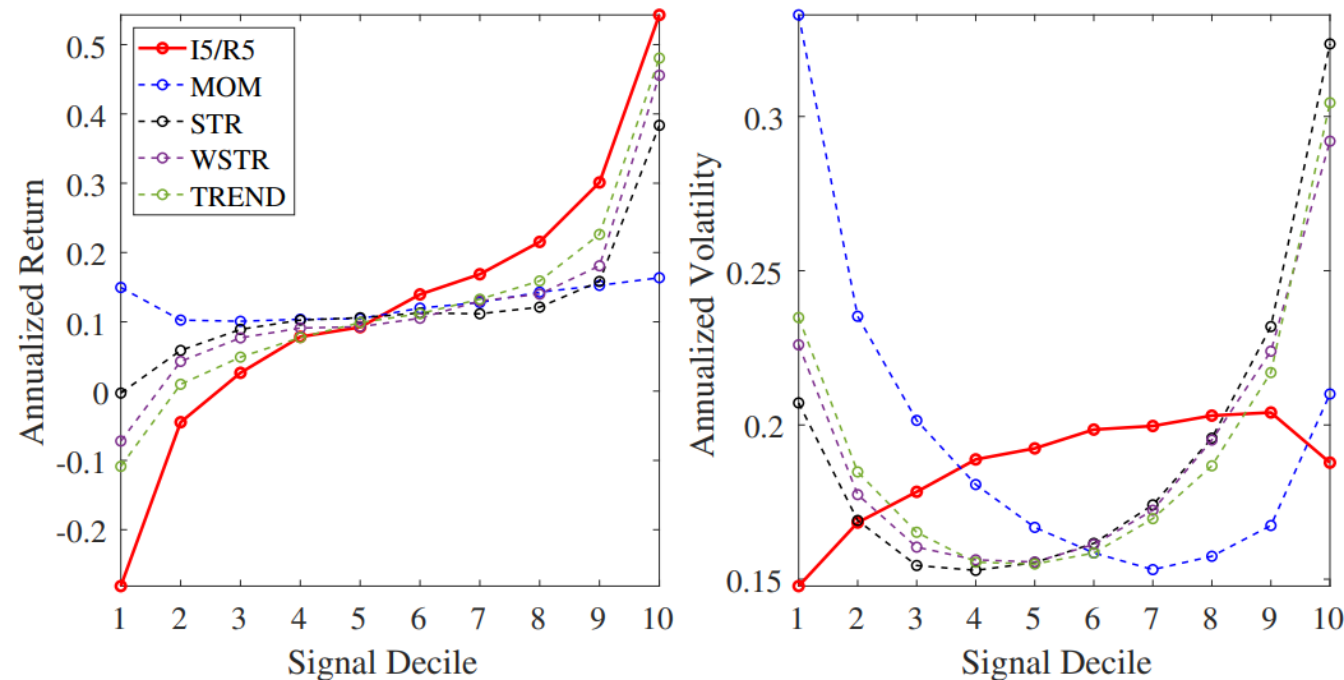 Annualized Return
0.5
0.4
0.3
0.2
0.1
0
-0.1
-0.2
I5/R5
MOM
STR
WSTR
TREND
1 2 3 4 5 6 7 8 9 10
Signal Decile
Annualized Volatility
0.3
0.25
0.2
0.15
1 2 3 4 5 6 7 8 9 10
Signal Decile